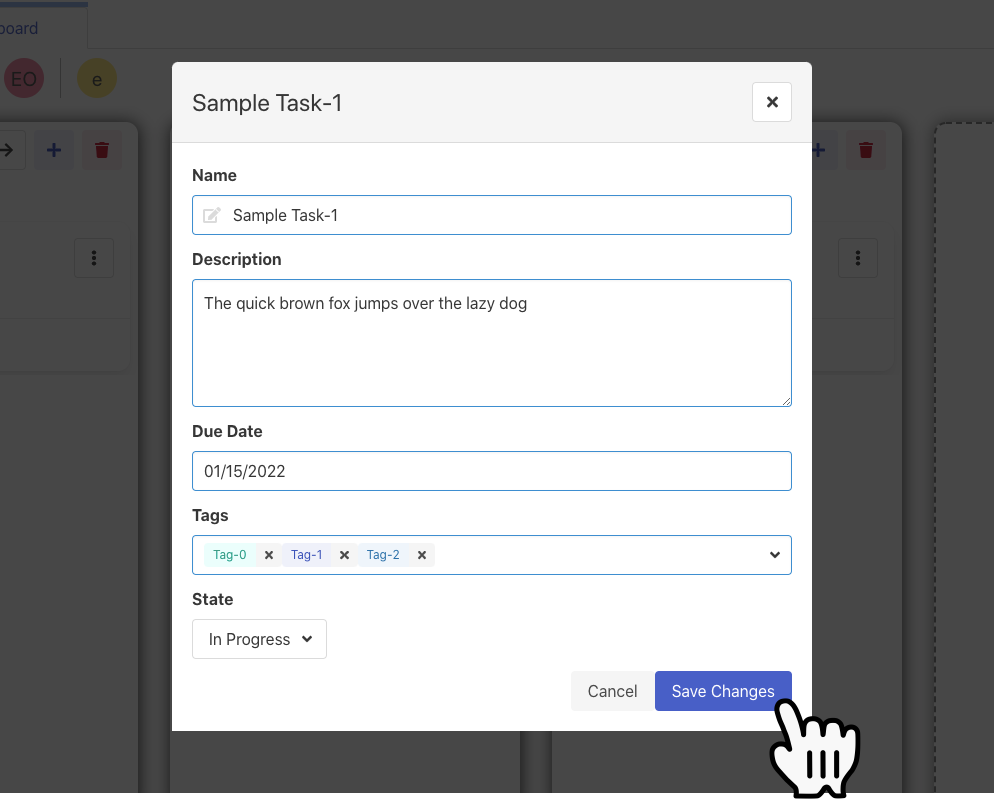 board
EO
e
Sample Task-1
Name
Sample Task-1
Description
The quick brown fox jumps over the lazy dog
Due Date
01/15/2022
Tags
Tag-0 Tag-1 Tag-2
State
In Progress
Cancel Save Changes